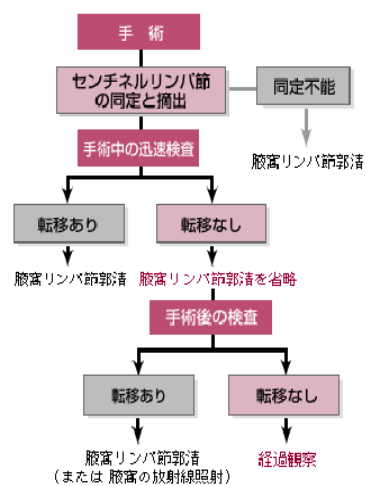 手 術
センチネルリンパ節
の同定と摘出
同定不能
腋窩リンパ節郭清
手術中の迅速検査
転移あり
転移なし
腋窩リンパ節郭清
腋窩リンパ節郭清を省略
手術後の検査
転移あり
転移なし
腋窩リンパ節郭清
(または 腋窩の放射線照射)
経過観察